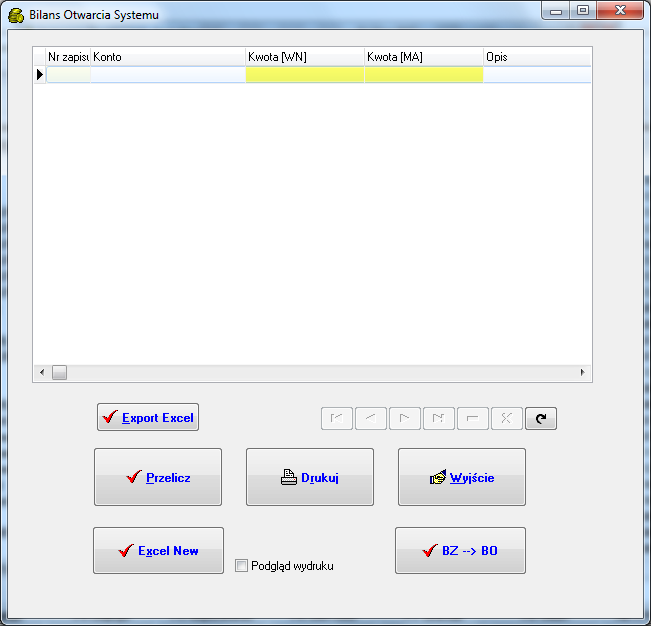 Bilans Otwarcia Systemu
Nr zapisu Konto Kwota [WN] Kwota [MA] Opis
Export Excel
Przelicz Drukuj Wyjście
Excel New Podgląd wydruku BZ --> BO